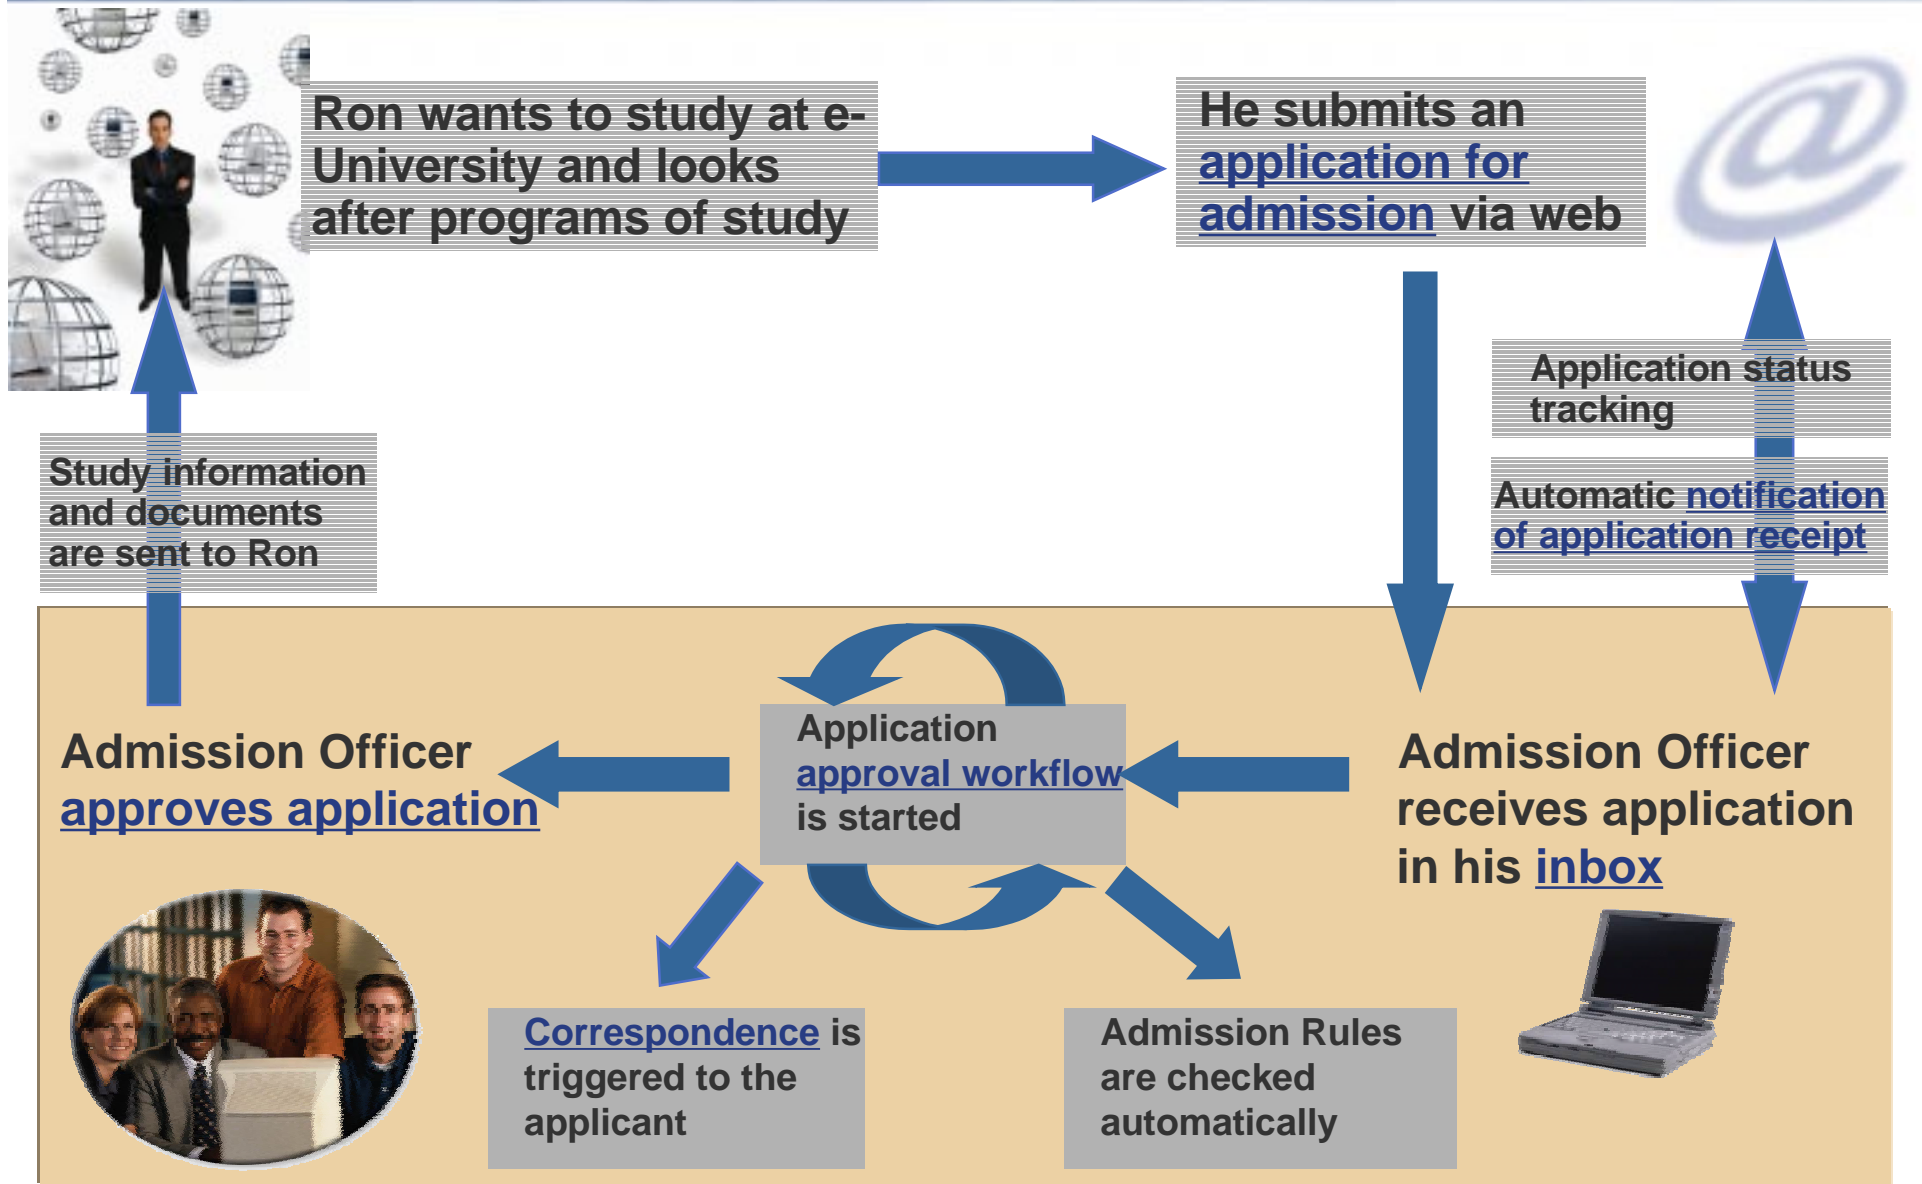 Ron wants to study at e-
University and looks
after programs of study
He submits an
application for
admission via web
Application status
tracking
Automatic notification
of application receipt
Study information
and documents
are sent to Ron
Admission Officer
approves application
Application
approval workflow
is started
Admission Officer
receives application
in his inbox
Correspondence is
triggered to the
applicant
Admission Rules
are checked
automatically